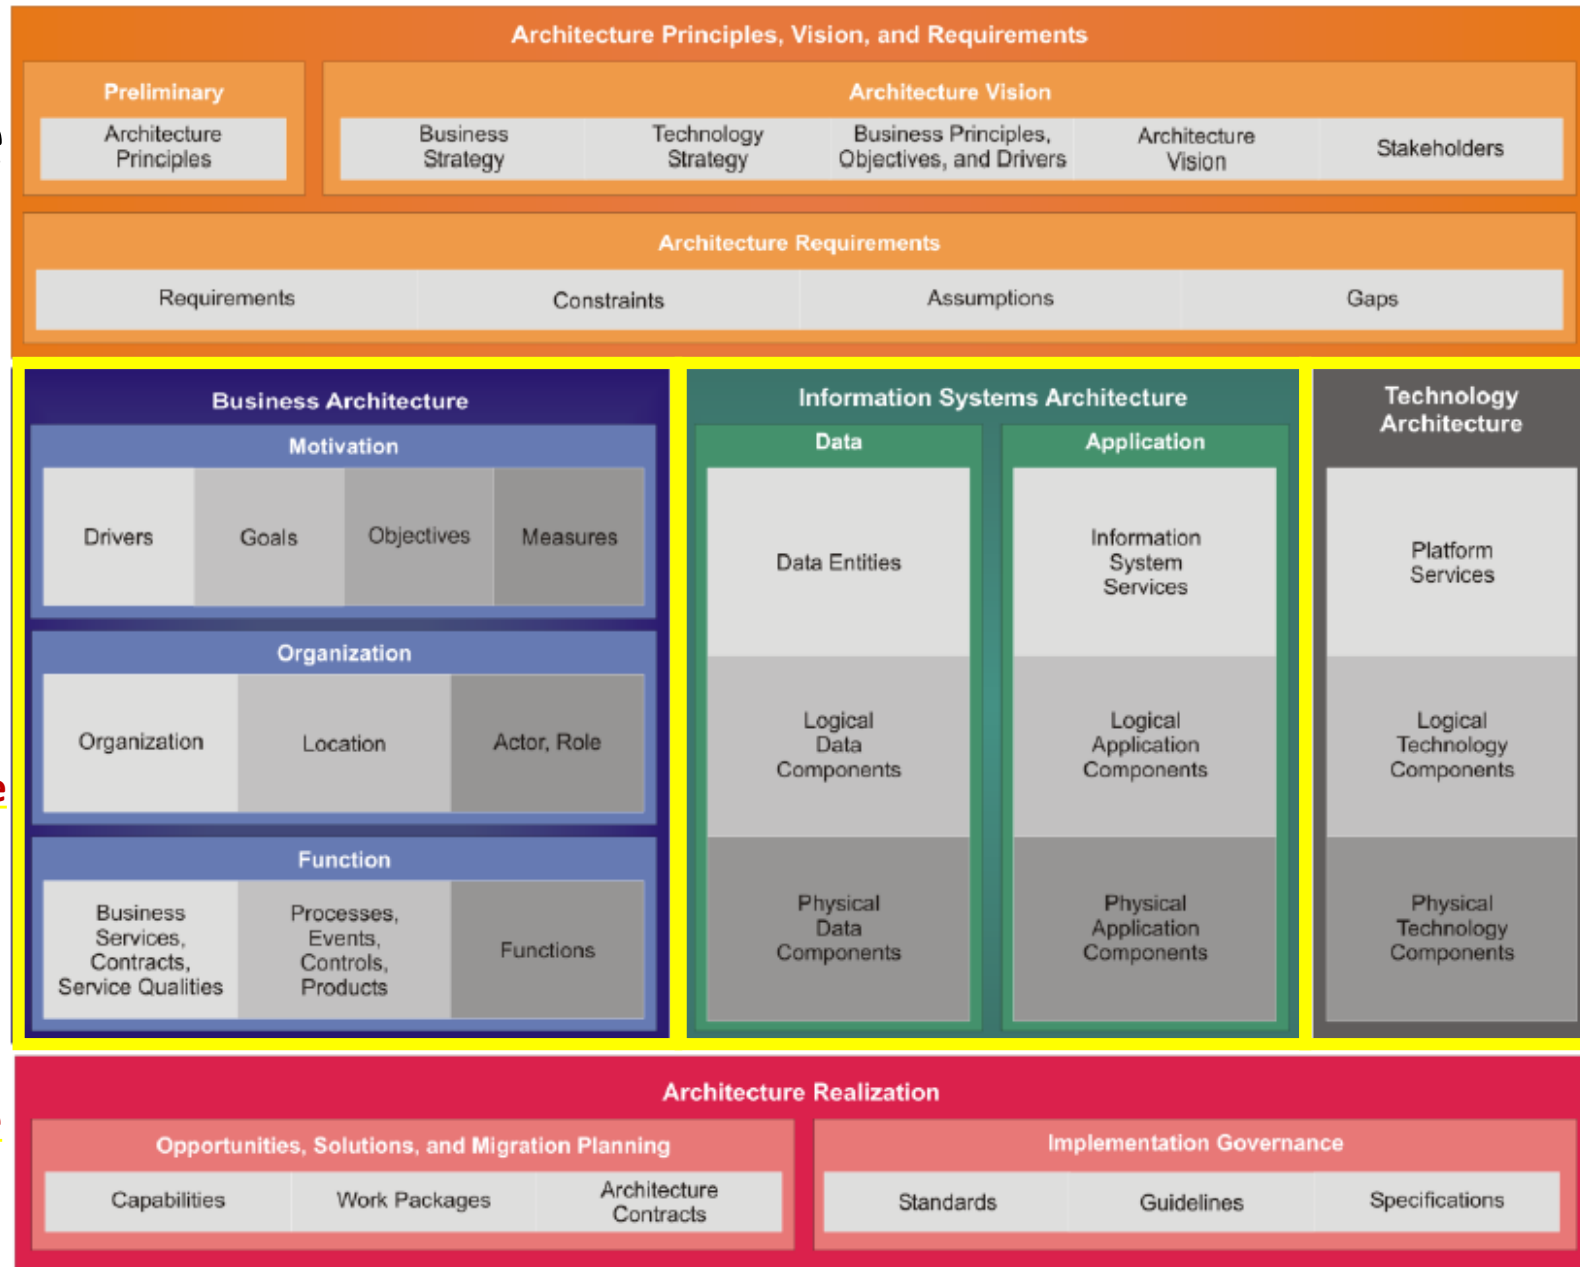 Architecture Principles, Vision, and Requirements
Preliminary
Architecture
Principles
Architecture Vision
Business
Strategy
Technology
Strategy
Business Principles,
Objectives, and Drivers
Architecture
Vision
Stakeholders
Architecture Requirements
Requirements
Constraints
Assumptions
Gaps
Business Architecture
Motivation
Drivers
Goals
Objectives
Measures
Organization
Organization
Location
Actor, Role
Function
Business
Services,
Contracts,
Service Qualities
Processes,
Events,
Controls,
Products
Functions
Information Systems Architecture
Data
Data Entities
Logical
Data
Components
Physical
Data
Components
Application
Information
System
Services
Logical
Application
Components
Physical
Application
Components
Technology
Architecture
Platform
Services
Logical
Technology
Components
Physical
Technology
Components
Architecture Realization
Opportunities, Solutions, and Migration Planning
Capabilities
Work Packages
Architecture
Contracts
Implementation Governance
Standards
Guidelines
Specifications